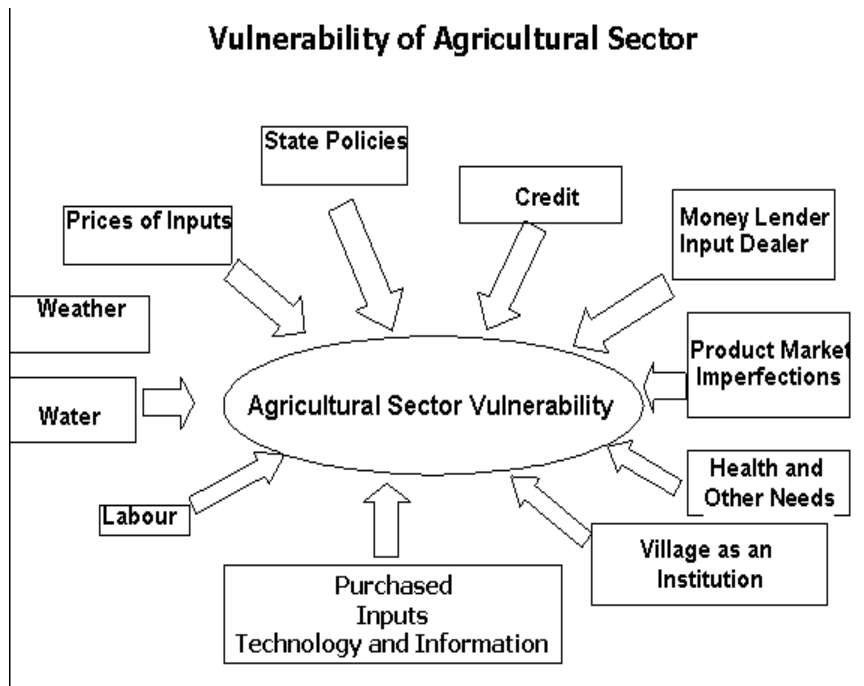 Vulnerability of Agricultural Sector
State Policies
Credit
Prices of Inputs
Money Lender
Input Dealer
Weather
Product Market
Imperfections
Water
Agricultural Sector Vulnerability
Health and
Other Needs
Labour
Village as an
Institution
Purchased
Inputs
Technology and Information